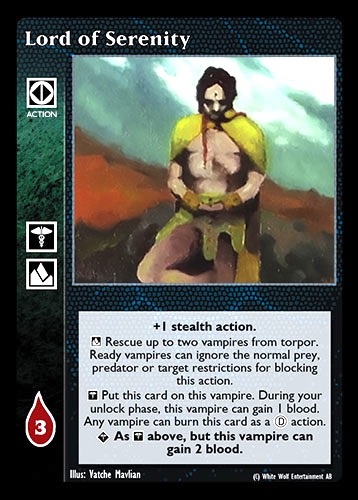 Lord of Serenity
ACTION
+1 stealth action.
Rescue up to two vampires from torpor.
Ready vampires can ignore the normal prey,
predator or target restrictions for blocking
this action.
Put this card on this vampire. During your
unlock phase, this vampire can gain 1 blood.
Any vampire can burn this card as a Ⓓ action.
As above, but this vampire can
gain 2 blood.
3
Illus: Vatche Mavlian
(C) White Wolf Entertainment AB